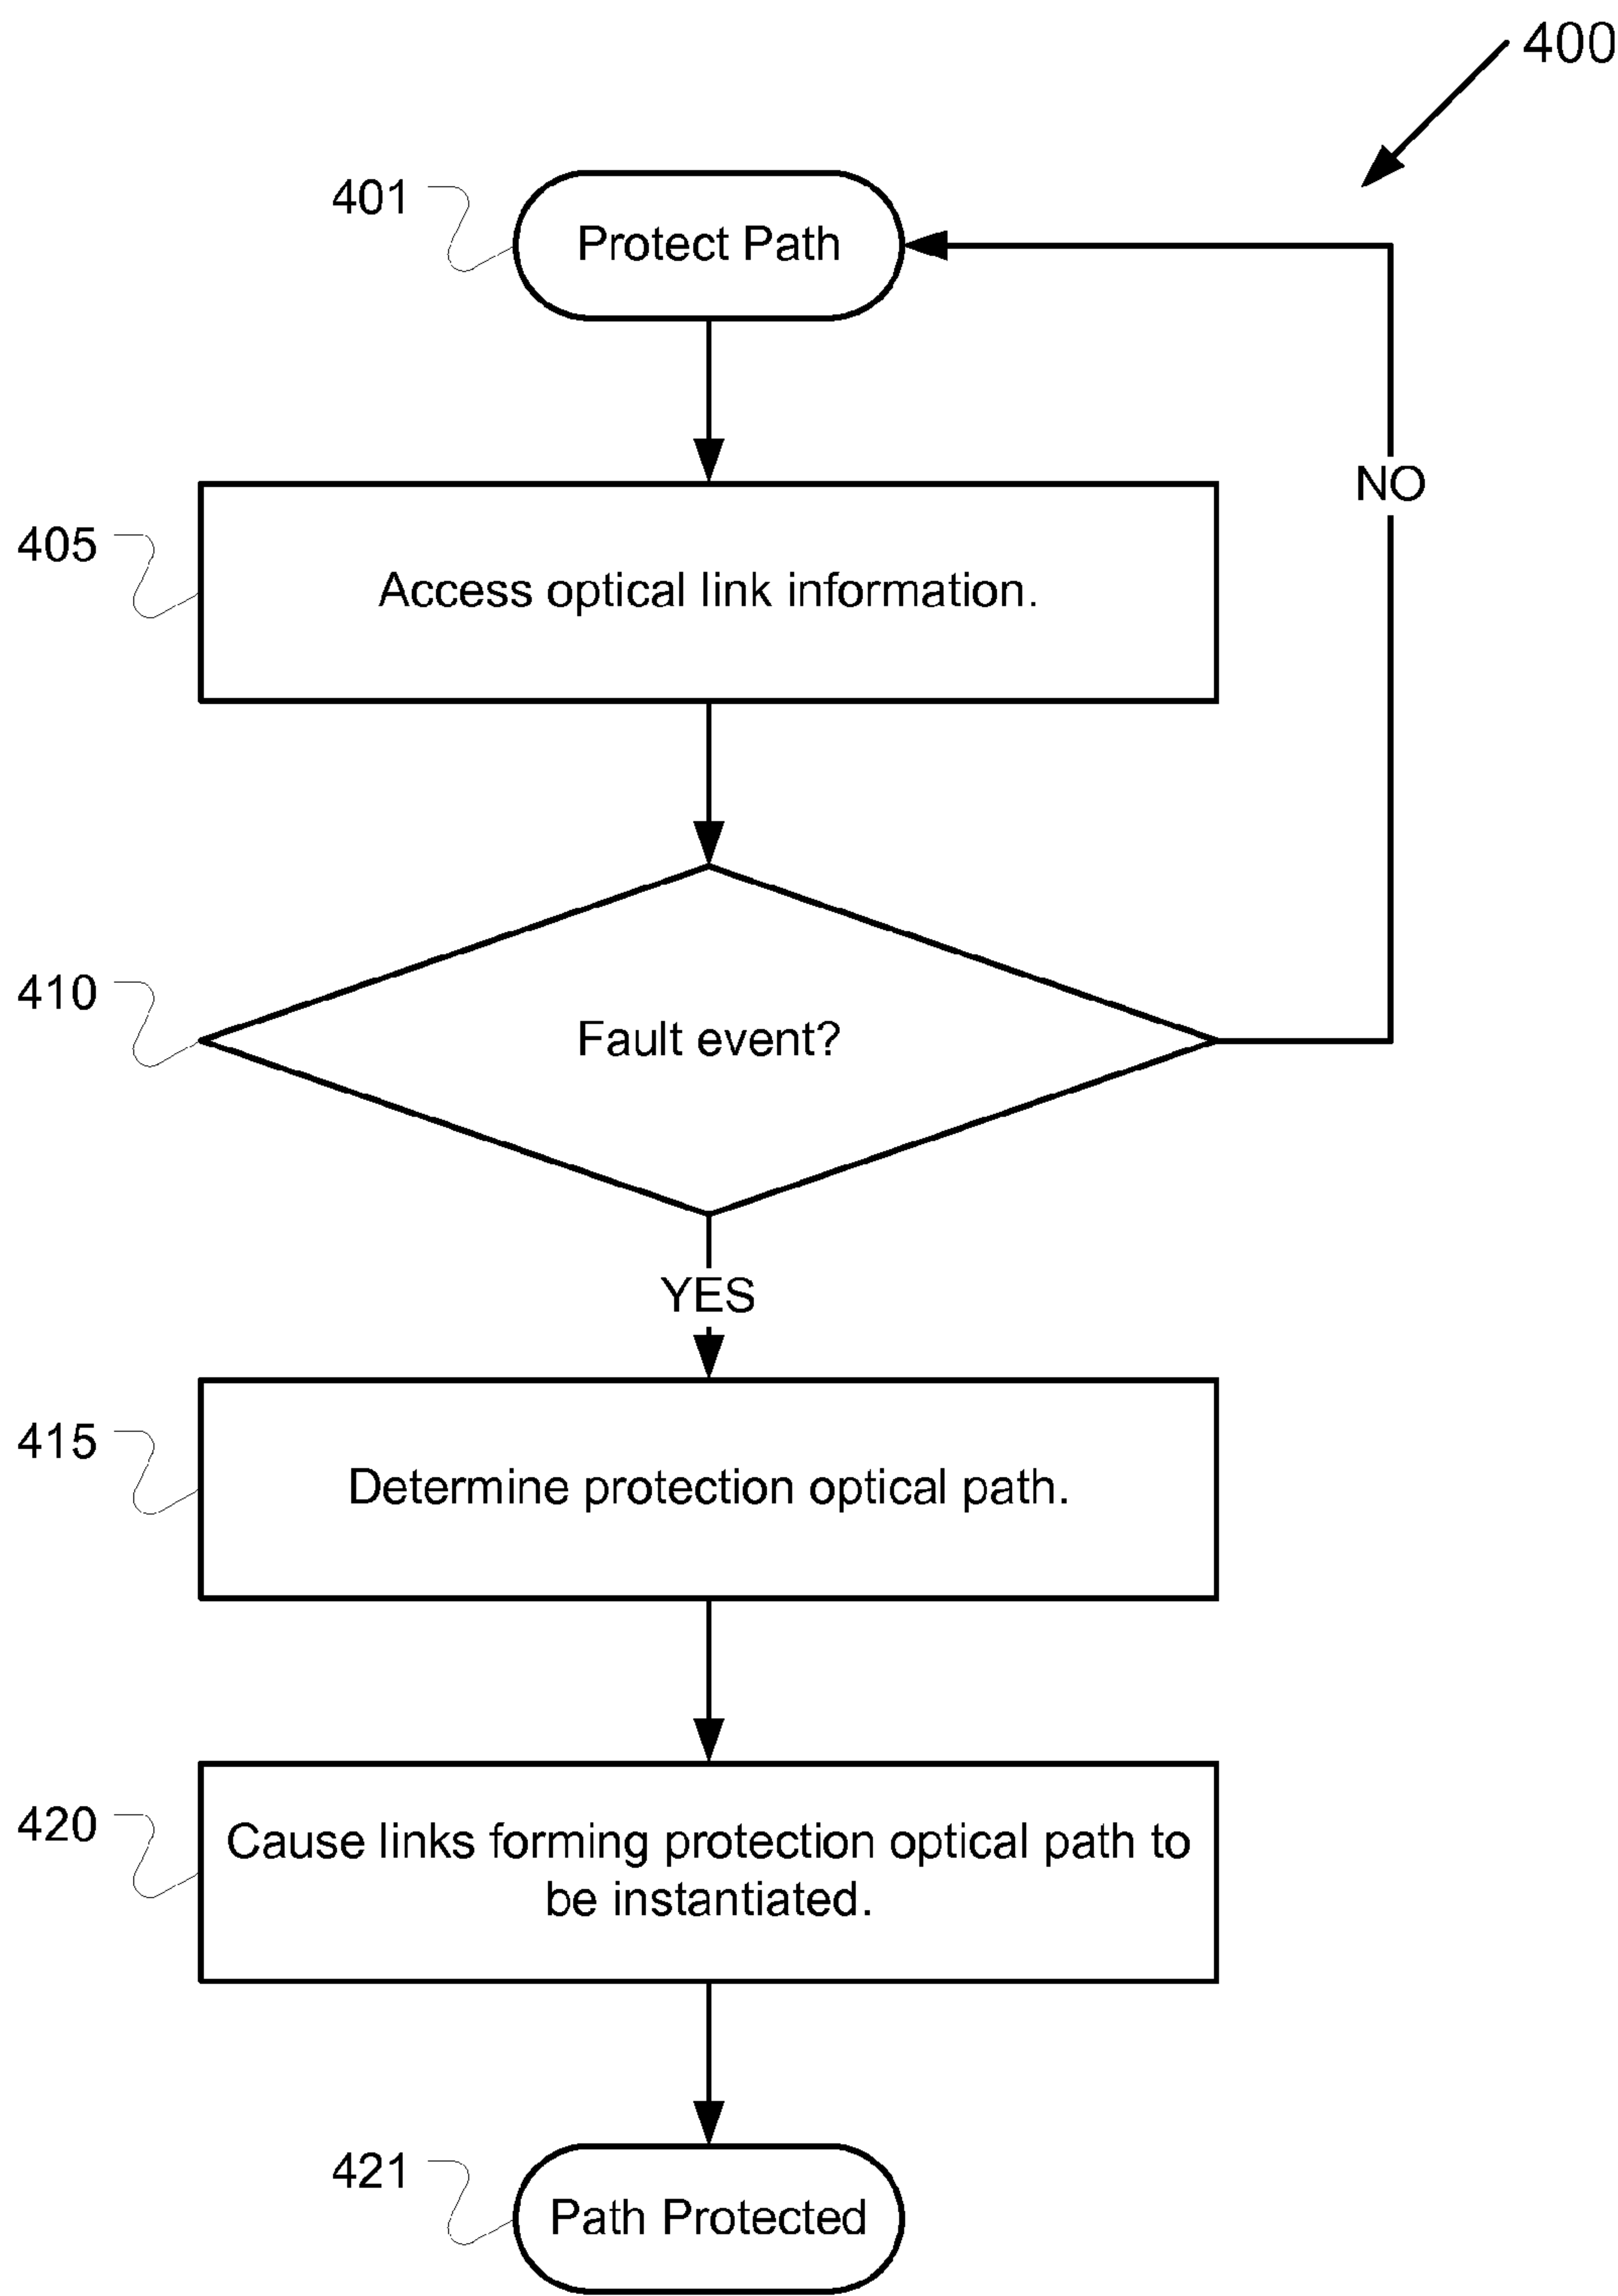 400
401
Protect Path
NO
405
Access optical link information.
410
Fault event?
YES
415
Determine protection optical path.
420
Cause links forming protection optical path to
be instantiated.
421
Path Protected